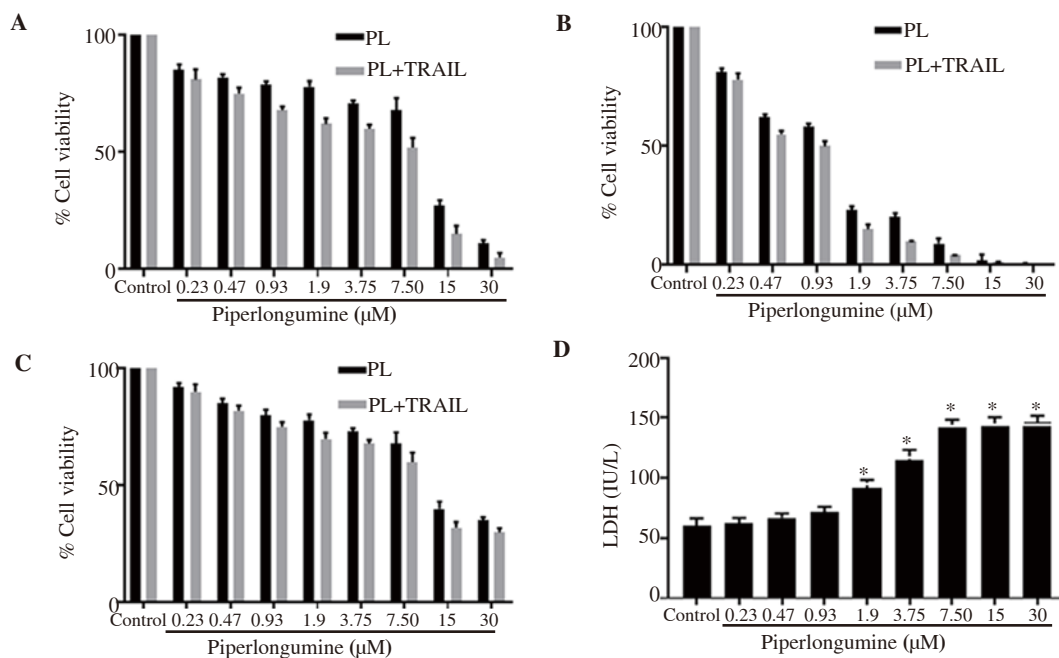 A
100
PL
PL+TRAIL
% Cell viability
50
0
Control 0.23 0.47 0.93 1.9 3.75 7.50 15 30
Piperlongumine (μM)
B
100
PL
PL+TRAIL
% Cell viability
50
0
Control 0.23 0.47 0.93 1.9 3.75 7.50 15 30
Piperlongumine (μM)
C
100
PL
PL+TRAIL
% Cell viability
50
0
Control 0.23 0.47 0.93 1.9 3.75 7.50 15 30
Piperlongumine (μM)
D
200
150
* * * * *
LDH (IU/L)
100
50
0
Control 0.23 0.47 0.93 1.9 3.75 7.50 15 30
Piperlongumine (μM)